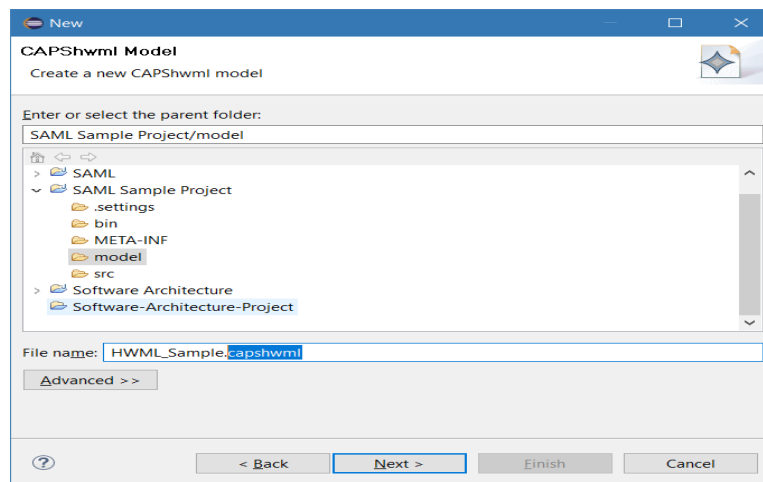 New
CAPShwml Model
Create a new CAPShwml model
Enter or select the parent folder:
SAML Sample Project/model
SAML
SAML Sample Project
.settings
bin
META-INF
model
src
Software Architecture
Software-Architecture-Project
File name: HWML_Sample.capshwml
Advanced >>
< Back Next > Finish Cancel